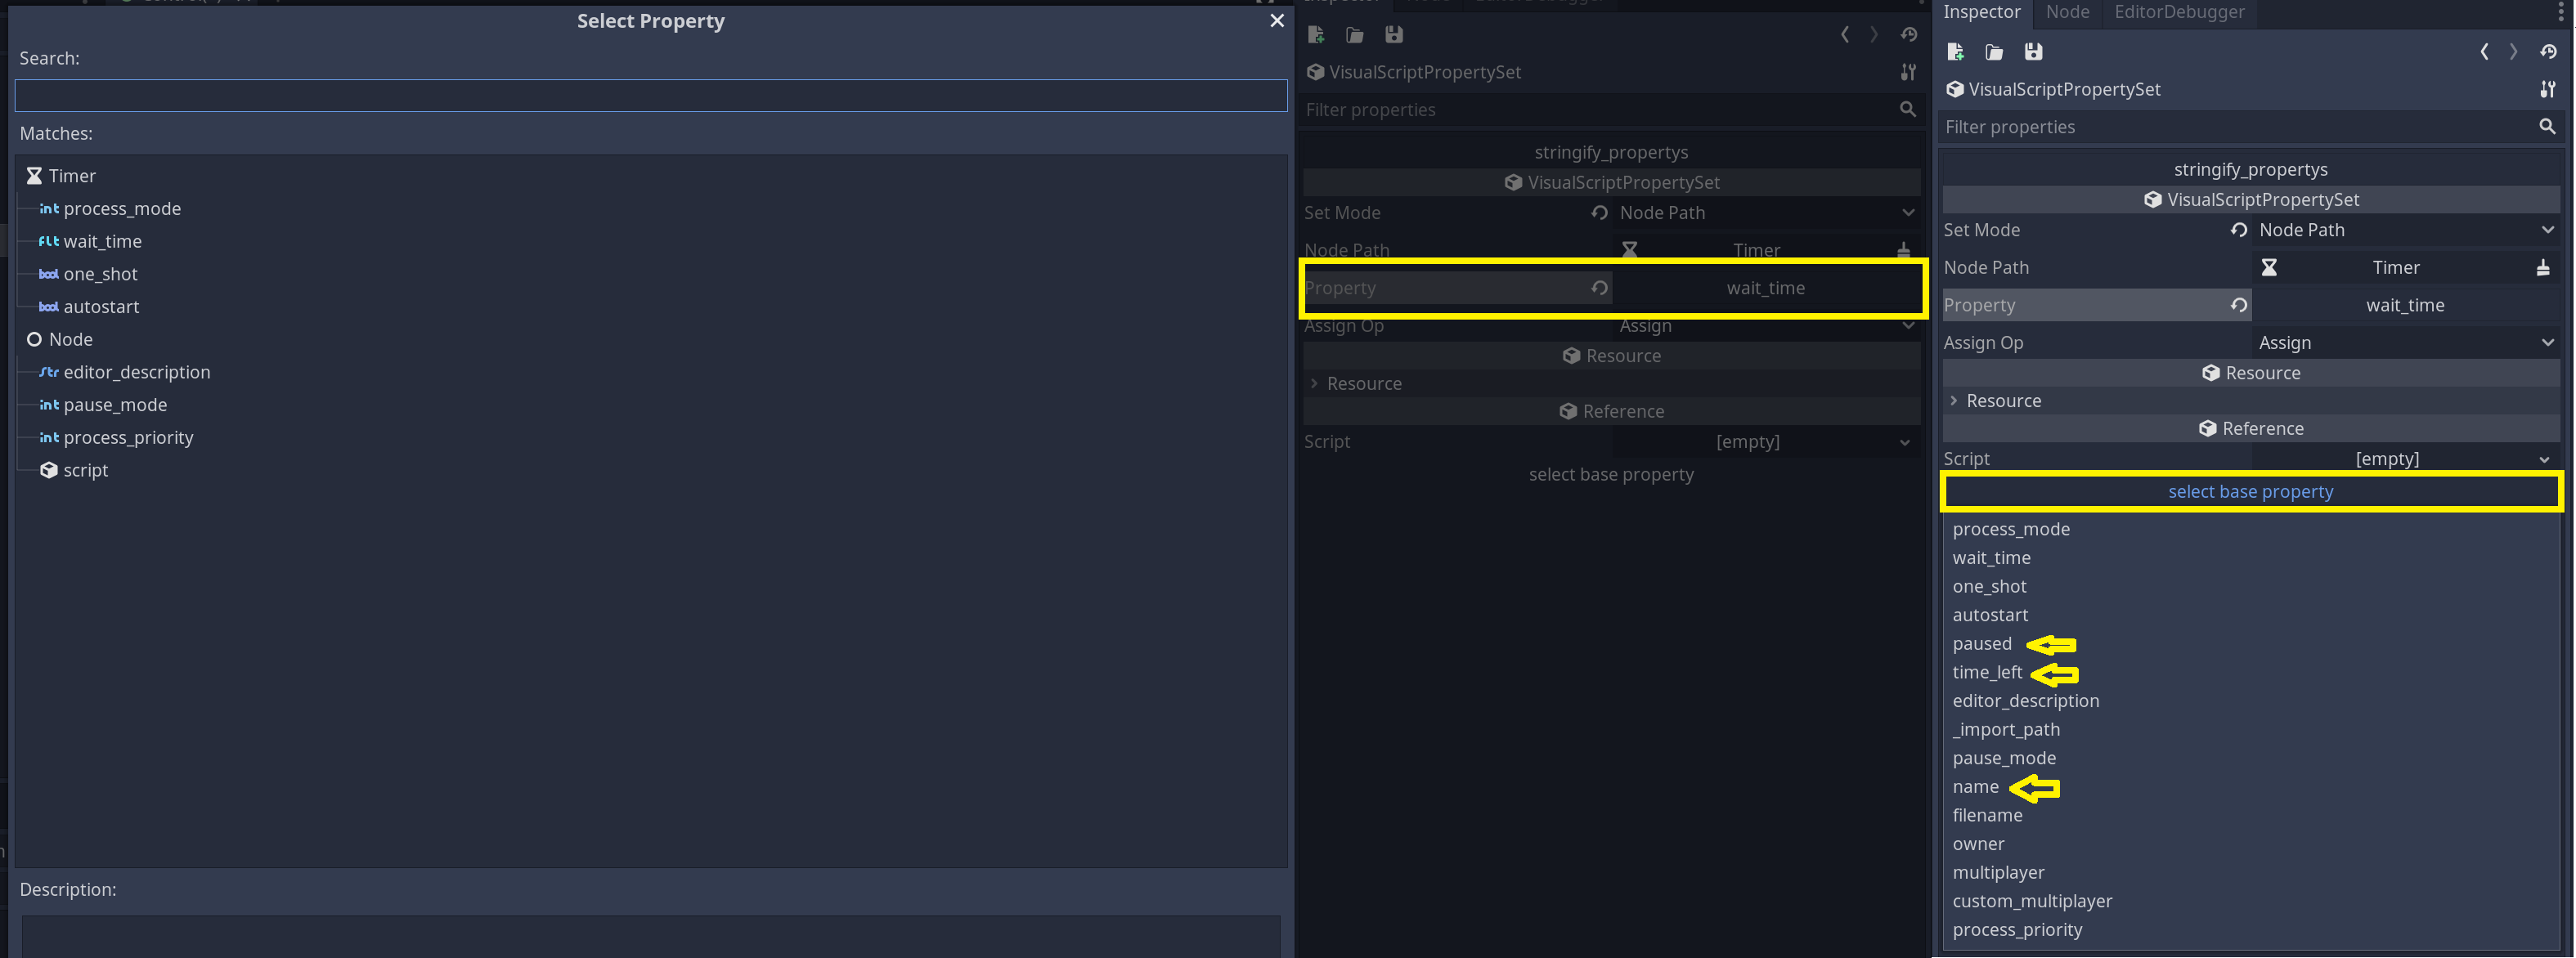 Select Property
Search:
Matches:
Timer
int process_mode
flt wait_time
bool one_shot
bool autostart
Node
str editor_description
int pause_mode
int process_priority
script
Description:
VisualScriptPropertySet
Filter properties
stringify_propertys
VisualScriptPropertySet
Set Mode Node Path
Node Path Timer
Property wait_time
Assign Op Assign
Resource
Resource
Reference
Script [empty]
select base property
Inspector Node EditorDebugger
VisualScriptPropertySet
Filter properties
stringify_propertys
VisualScriptPropertySet
Set Mode Node Path
Node Path Timer
Property wait_time
Assign Op Assign
Resource
Resource
Reference
Script [empty]
select base property
process_mode
wait_time
one_shot
autostart
paused
time_left
editor_description
_import_path
pause_mode
name
filename
owner
multiplayer
custom_multiplayer
process_priority